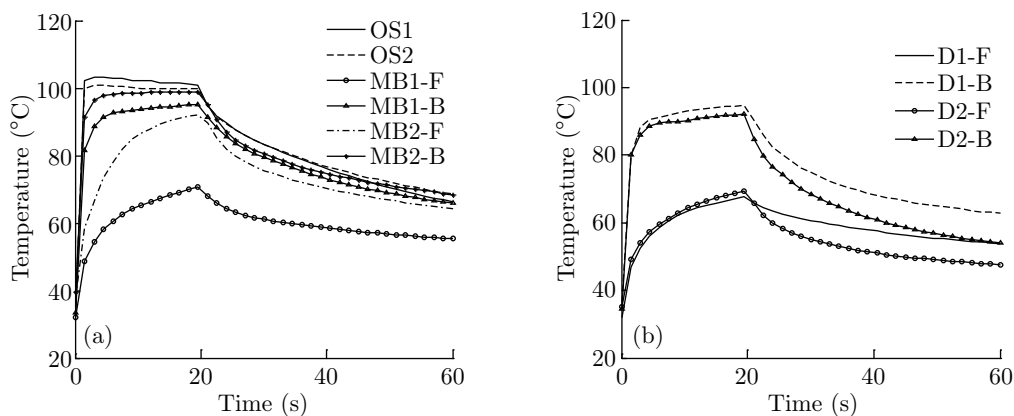 120
100
80
60
40
20
Temperature (°C)
0
20
40
60
Time (s)
(a)
OS1
OS2
MB1-F
MB1-B
MB2-F
MB2-B
120
100
80
60
40
20
Temperature (°C)
0
20
40
60
Time (s)
(b)
D1-F
D1-B
D2-F
D2-B